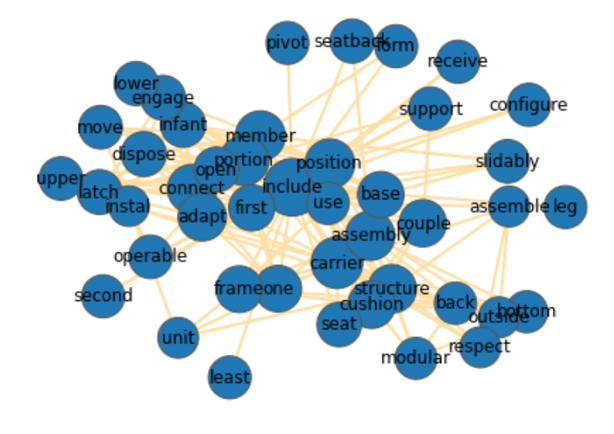 pivot
seatback
form
receive
lower
engage
configure
support
move
infant
member
dispose
portion
position
slidably
open
upper
latch
connect
include
base
instal
adapt
first
use
assemble
leg
couple
assembly
operable
carrier
second
frame
one
structure
cushion
back
bottom
outside
seat
unit
respect
modular
least